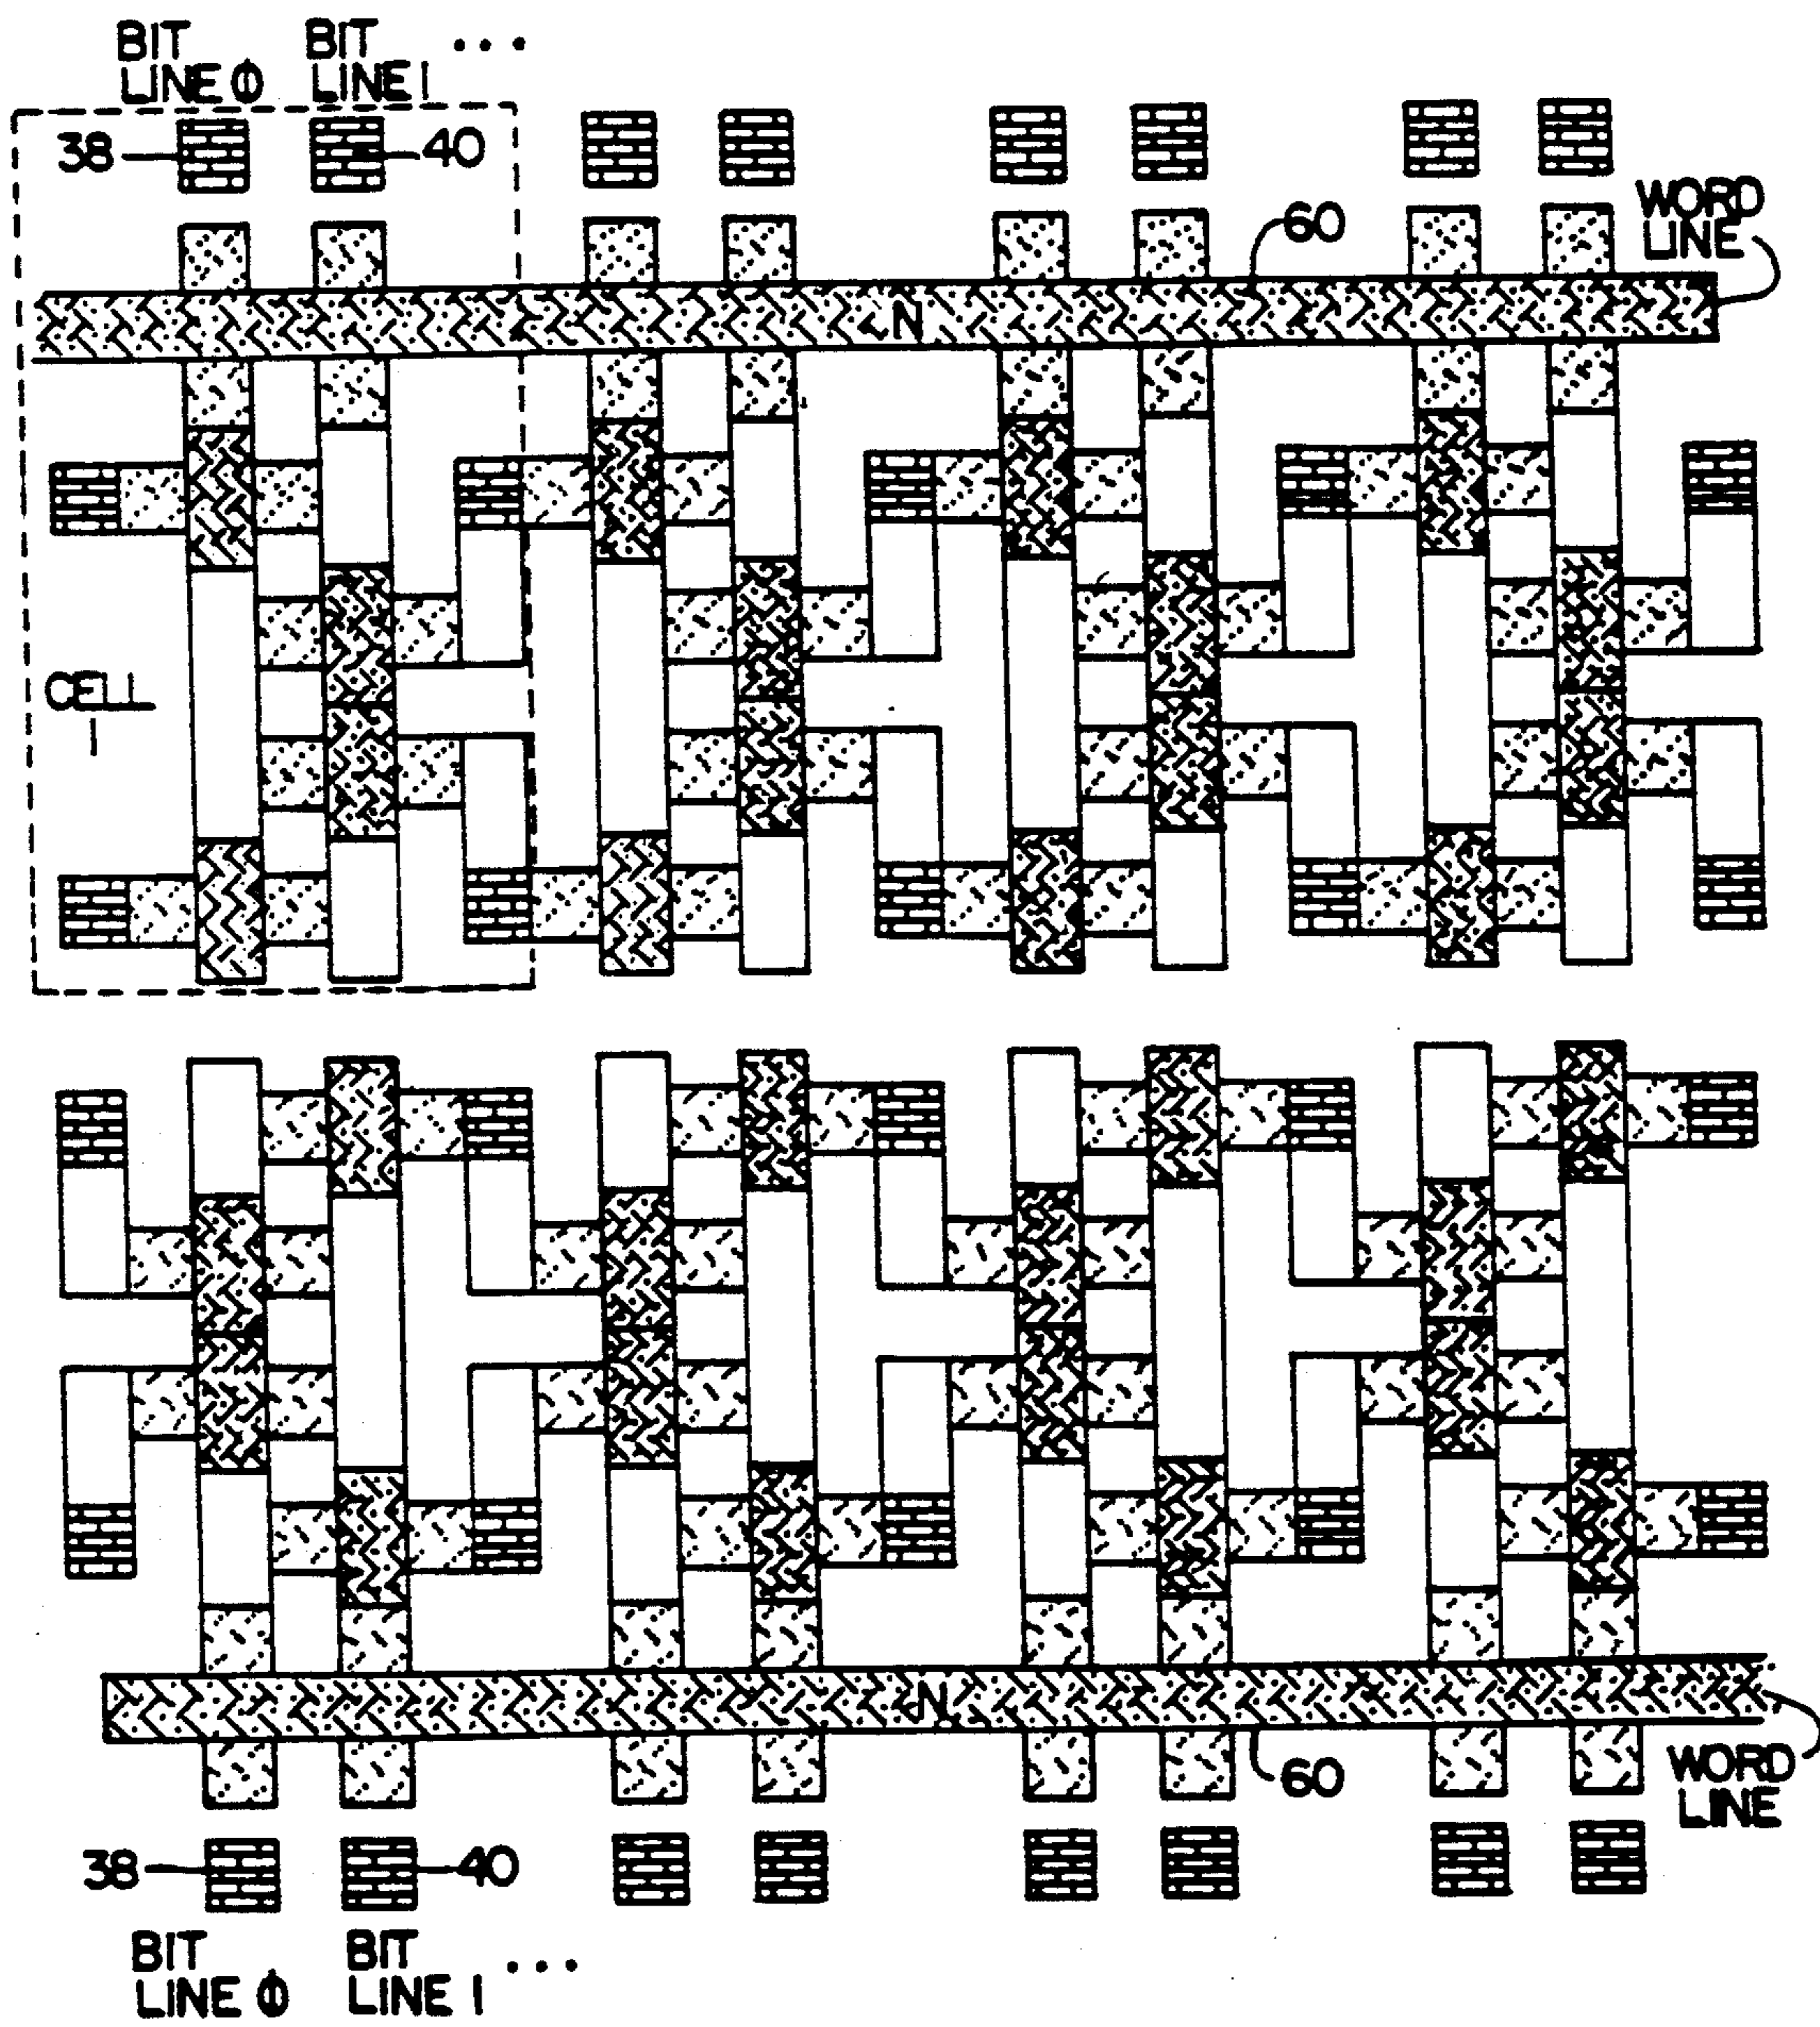 BIT BIT ...
LINE Φ LINE 1
38 40
60 WORD
LINE
N
CELL
N
60 WORD
LINE
38 40
BIT BIT ...
LINE Φ LINE 1